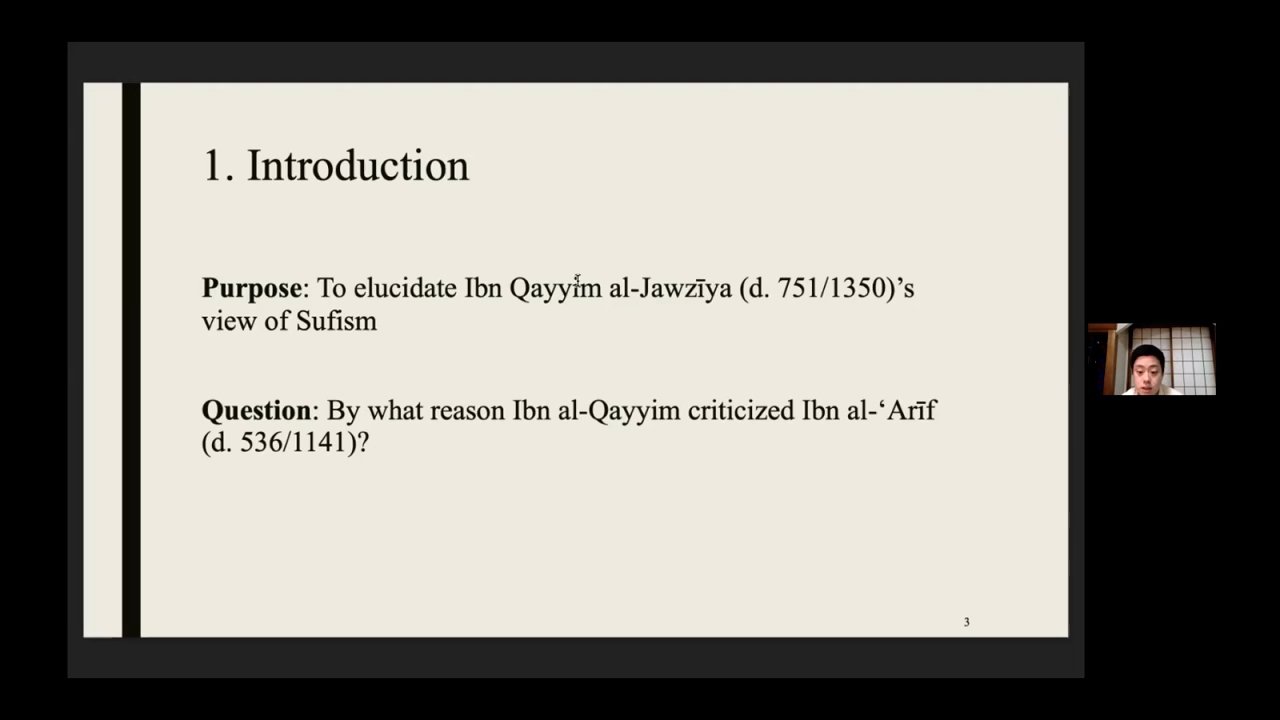 1. Introduction
Purpose: To elucidate Ibn Qayyim al-Jawzīya (d. 751/1350)’s
view of Sufism
Question: By what reason Ibn al-Qayyim criticized Ibn al-‘Arīf
(d. 536/1141)?
3